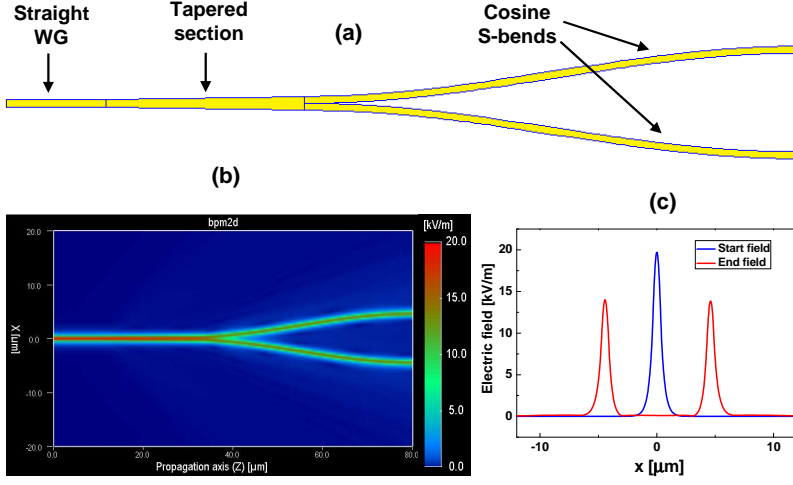 Straight
WG
Tapered
section
(a)
Cosine
S-bends
(b)
bpm2d
[kV/m]
20.0
10.0
0.0
-10.0
-20.0
X [µm]
0.0
20.0
40.0
60.0
80.0
Propagation axis (Z) [µm]
20.0
15.0
10.0
5.0
0.0
(c)
Start field
End field
20
15
10
5
0
Electric field [kV/m]
-10
0
10
x [µm]